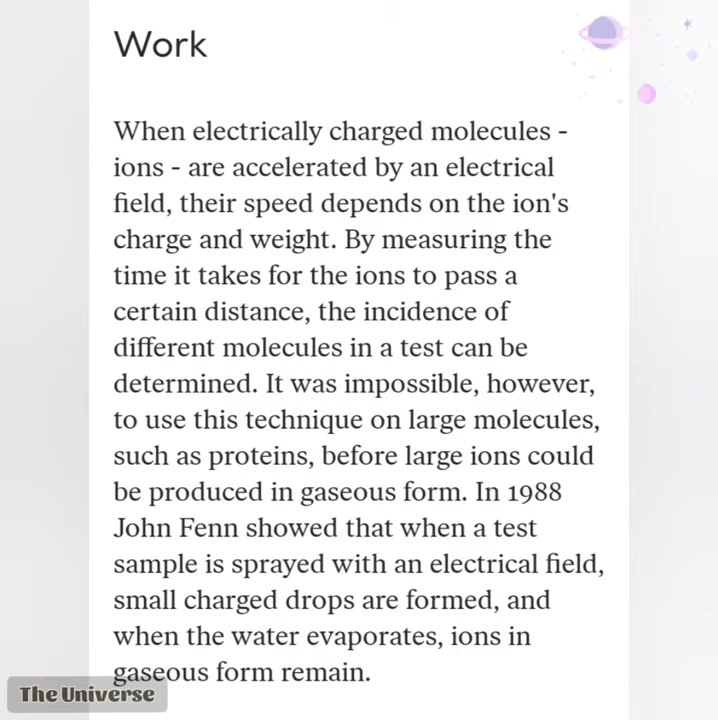 Work
When electrically charged molecules -
ions - are accelerated by an electrical
field, their speed depends on the ion's
charge and weight. By measuring the
time it takes for the ions to pass a
certain distance, the incidence of
different molecules in a test can be
determined. It was impossible, however,
to use this technique on large molecules,
such as proteins, before large ions could
be produced in gaseous form. In 1988
John Fenn showed that when a test
sample is sprayed with an electrical field,
small charged drops are formed, and
when the water evaporates, ions in
gaseous form remain.
The Universe